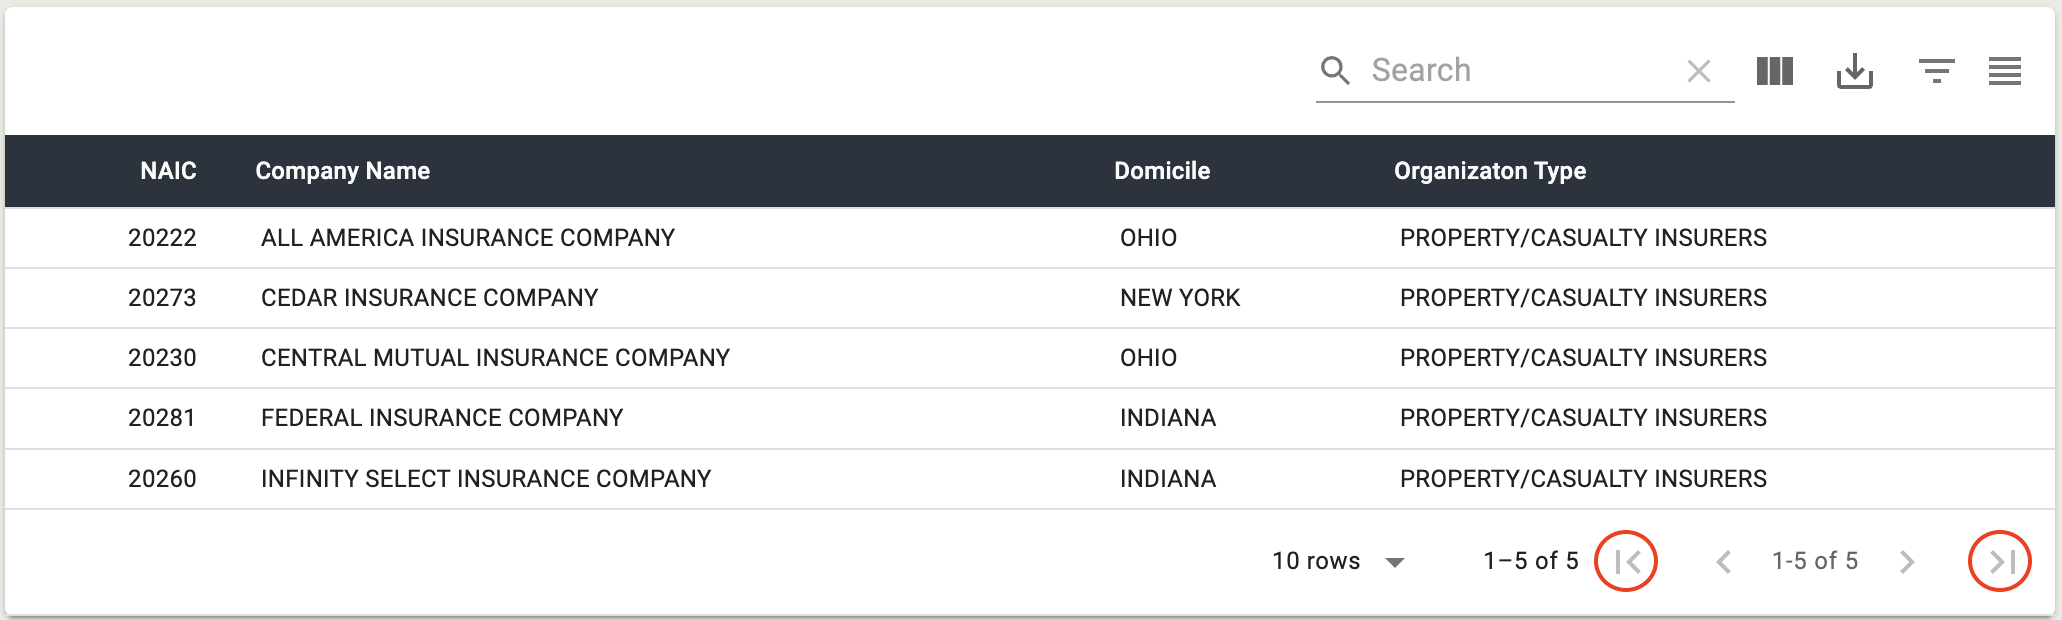 Search
NAIC Company Name Domicile Organizaton Type
20222 ALL AMERICA INSURANCE COMPANY OHIO PROPERTY/CASUALTY INSURERS
20273 CEDAR INSURANCE COMPANY NEW YORK PROPERTY/CASUALTY INSURERS
20230 CENTRAL MUTUAL INSURANCE COMPANY OHIO PROPERTY/CASUALTY INSURERS
20281 FEDERAL INSURANCE COMPANY INDIANA PROPERTY/CASUALTY INSURERS
20260 INFINITY SELECT INSURANCE COMPANY INDIANA PROPERTY/CASUALTY INSURERS
10 rows 1–5 of 5 1-5 of 5